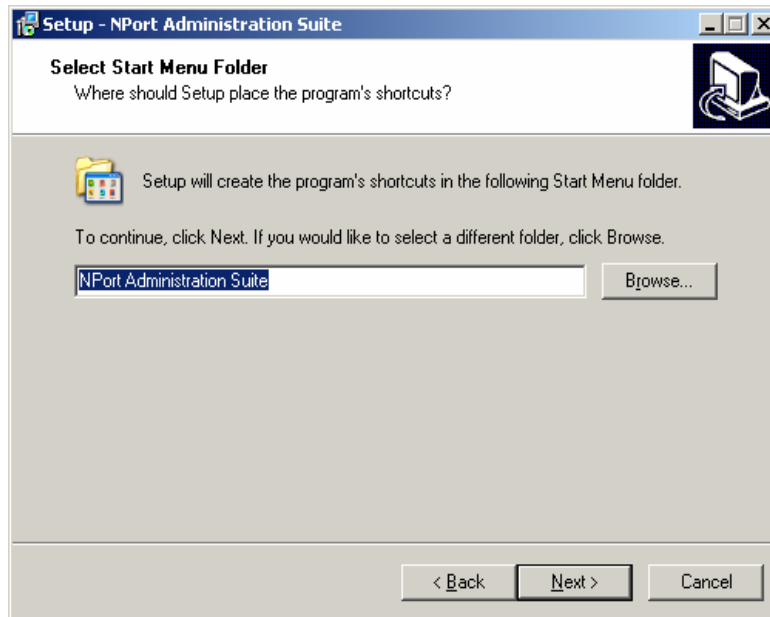 Setup - NPort Administration Suite
Select Start Menu Folder
Where should Setup place the program's shortcuts?
Setup will create the program's shortcuts in the following Start Menu folder.
To continue, click Next. If you would like to select a different folder, click Browse.
NPort Administration Suite
Browse...
< Back
Next >
Cancel